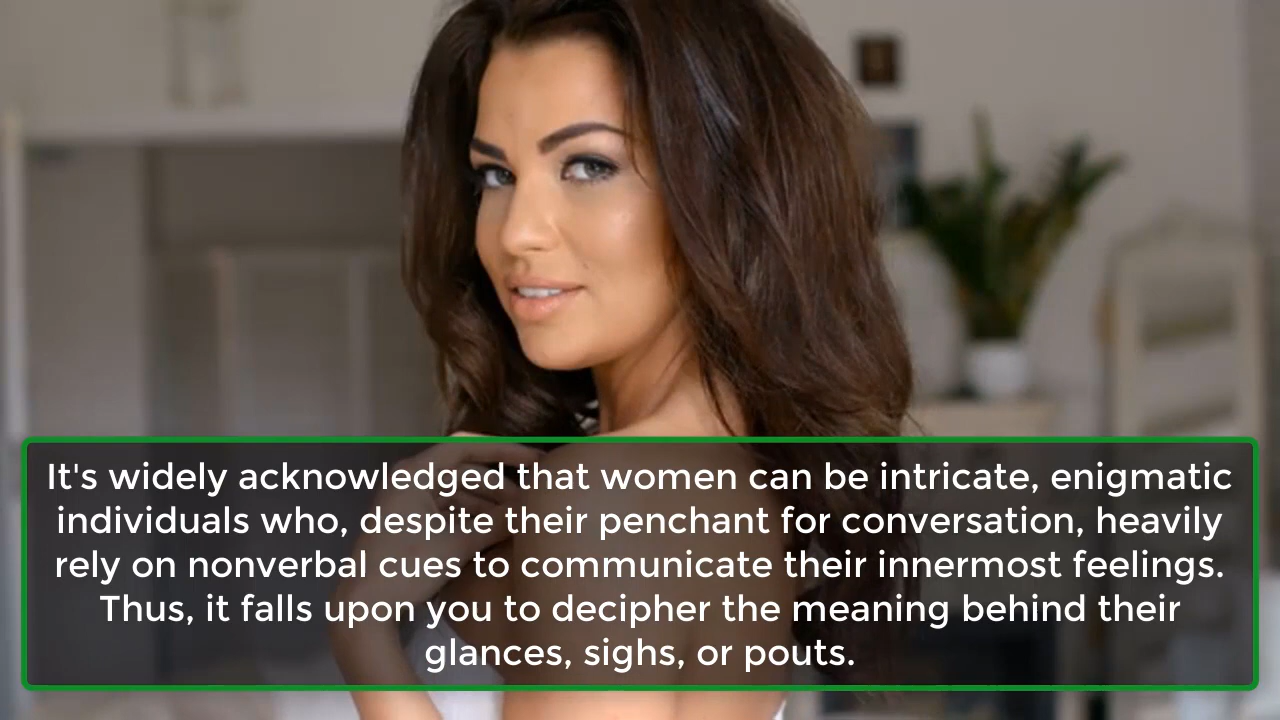 It's widely acknowledged that women can be intricate, enigmatic
individuals who, despite their penchant for conversation, heavily
rely on nonverbal cues to communicate their innermost feelings.
Thus, it falls upon you to decipher the meaning behind their
glances, sighs, or pouts.